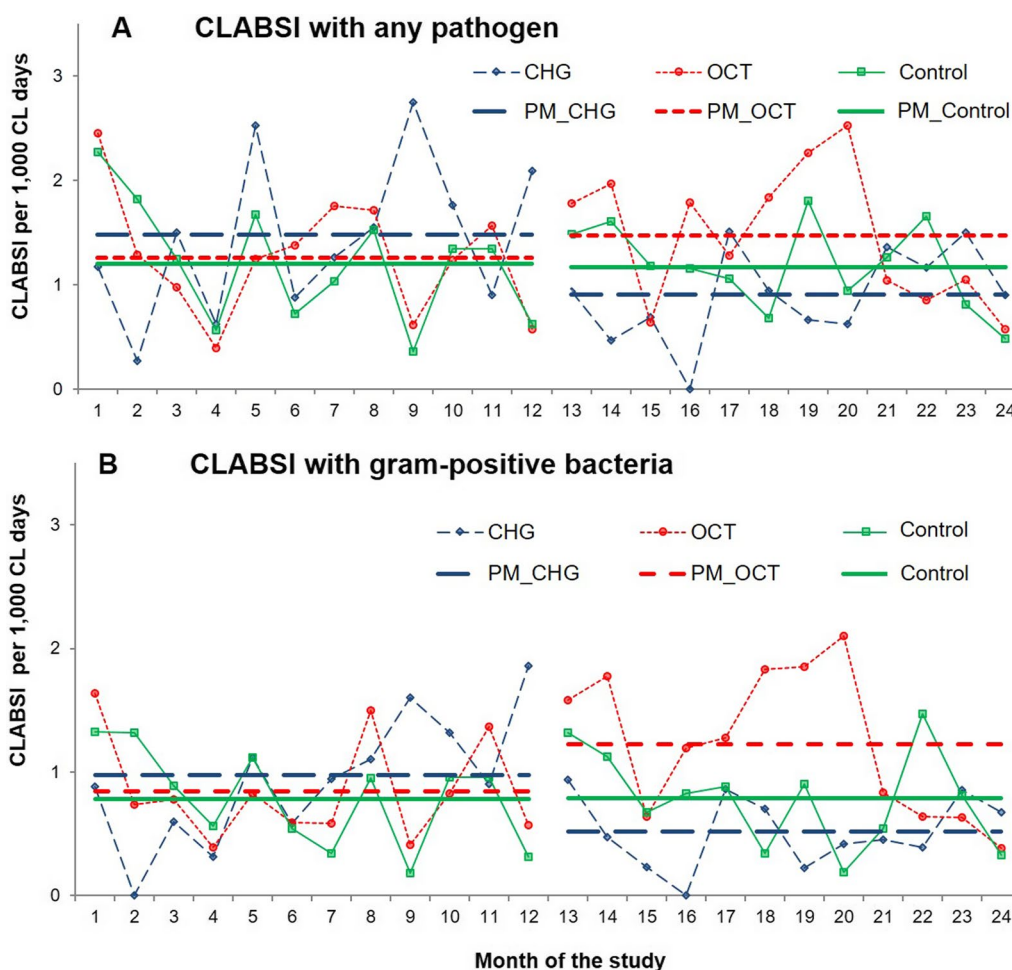 A CLABSI with any pathogen
CHG OCT Control
PM_CHG PM_OCT PM_Control
CLABSI per 1,000 CL days
3
2
1
0
1 2 3 4 5 6 7 8 9 10 11 12 13 14 15 16 17 18 19 20 21 22 23 24
B CLABSI with gram-positive bacteria
CHG OCT Control
PM_CHG PM_OCT Control
CLABSI per 1,000 CL days
3
2
1
0
1 2 3 4 5 6 7 8 9 10 11 12 13 14 15 16 17 18 19 20 21 22 23 24
Month of the study